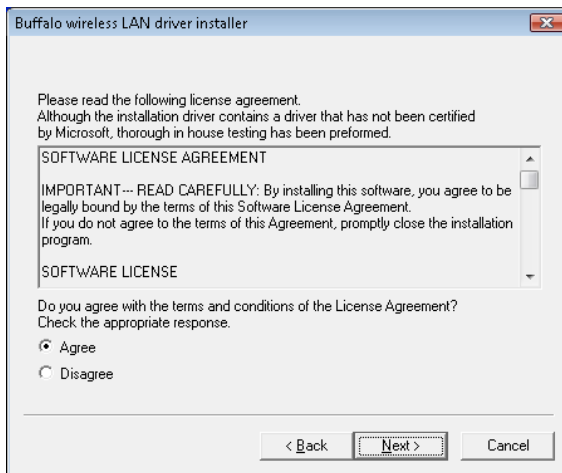 Buffalo wireless LAN driver installer
Please read the following license agreement.
Although the installation driver contains a driver that has not been certified
by Microsoft, thorough in house testing has been preformed.
SOFTWARE LICENSE AGREEMENT
IMPORTANT--- READ CAREFULLY: By installing this software, you agree to be
legally bound by the terms of this Software License Agreement.
If you do not agree to the terms of this Agreement, promptly close the installation
program.
SOFTWARE LICENSE
Do you agree with the terms and conditions of the License Agreement?
Check the appropriate response.
Agree
Disagree
< Back
Next >
Cancel